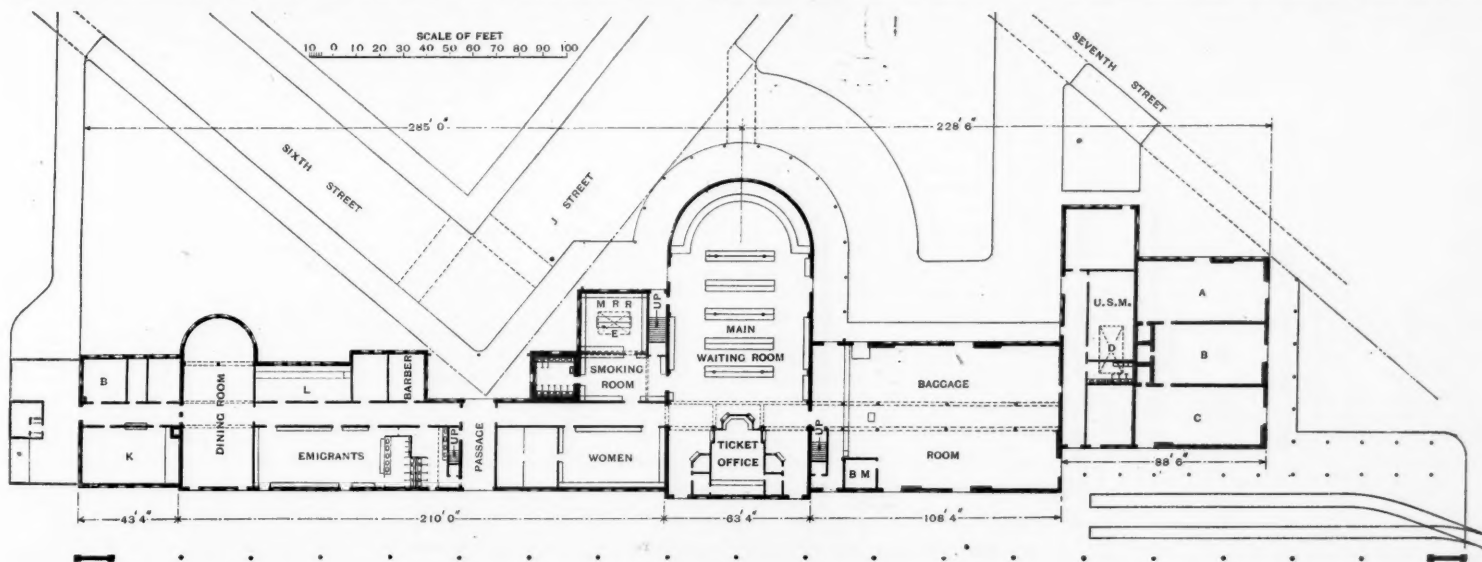 SCALE OF FEET
10 0 10 20 30 40 50 60 70 80 90 100
SEVENTH STREET
285' 0"
228' 6"
SIXTH STREET
J STREET
M R R
UP
E
MAIN
WAITING ROOM
SMOKING
ROOM
U.S.M.
A
D
B
C
B
L
BARBER
DINING ROOM
BAGGAGE
ROOM
K
EMIGRANTS
UP
PASSAGE
WOMEN
TICKET
OFFICE
UP
B M
88' 6"
43' 4"
210' 0"
63' 4"
108' 4"